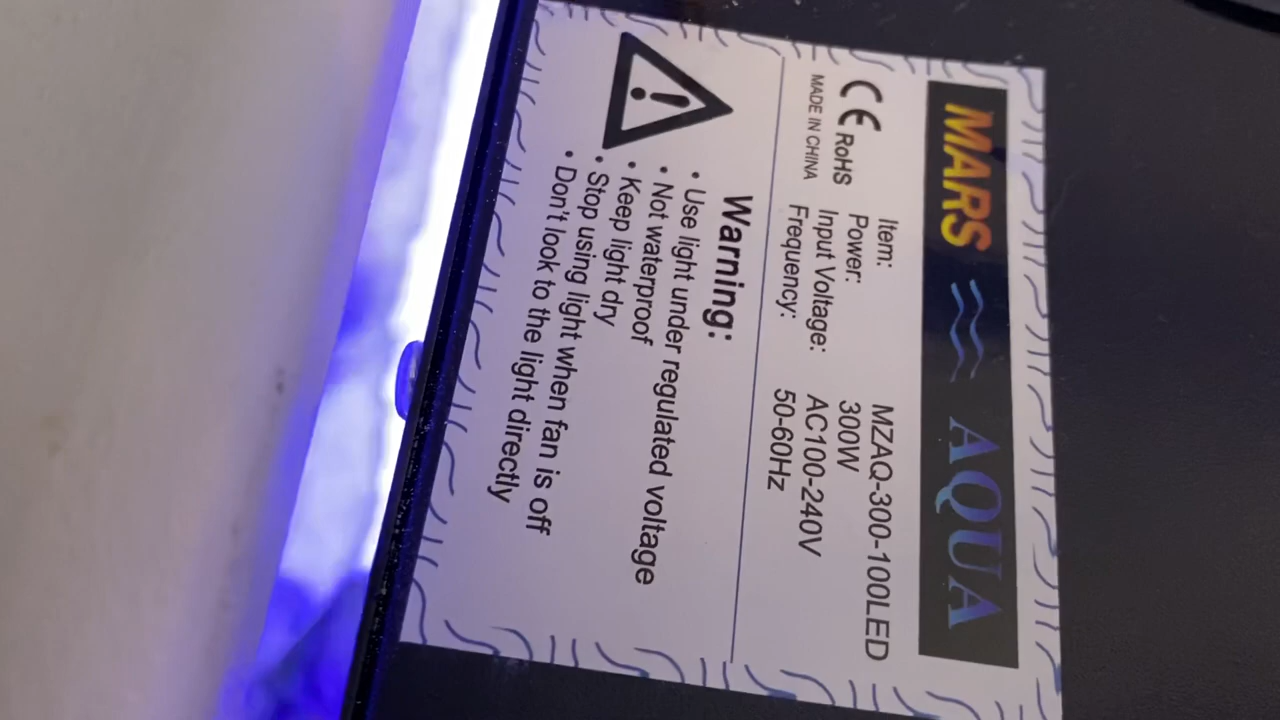 MARS AQUA
CE RoHS
MADE IN CHINA
Item: MZAQ-300-100LED
Power: 300W
Input Voltage: AC100-240V
Frequency: 50-60Hz
Warning:
• Use light under regulated voltage
• Not waterproof
• Keep light dry
• Stop using light when fan is off
• Don't look to the light directly